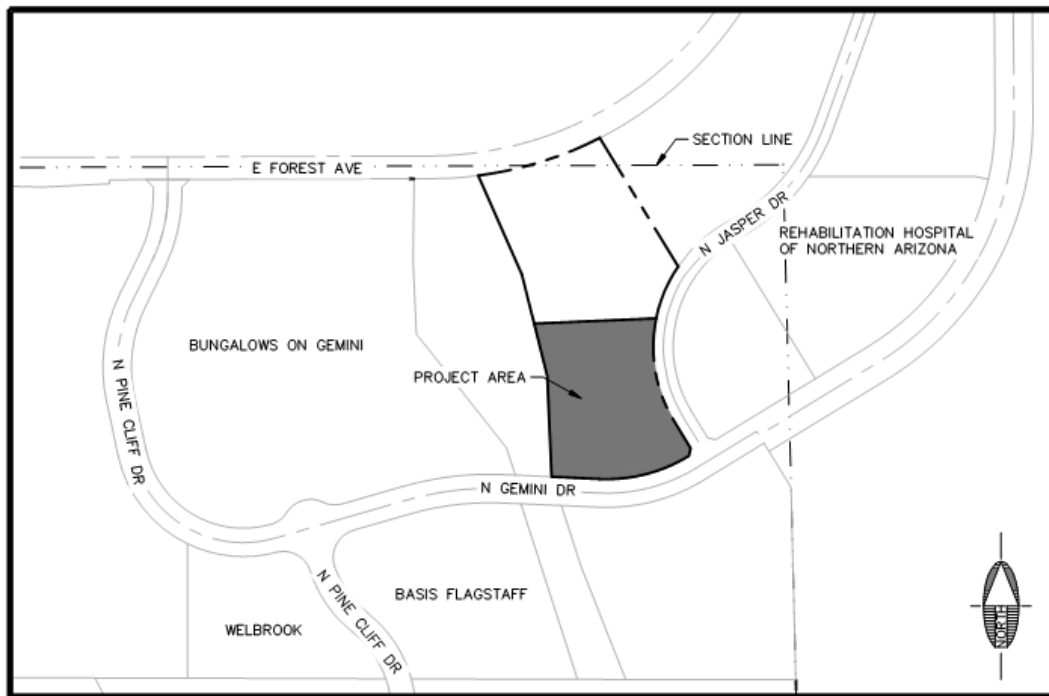 SECTION LINE
E FOREST AVE
N JASPER DR
REHABILITATION HOSPITAL
OF NORTHERN ARIZONA
BUNGALOWS ON GEMINI
PROJECT AREA
N PINE CLIFF DR
N GEMINI DR
BASIS FLAGSTAFF
N PINE CLIFF DR
WELBROOK
NORTH